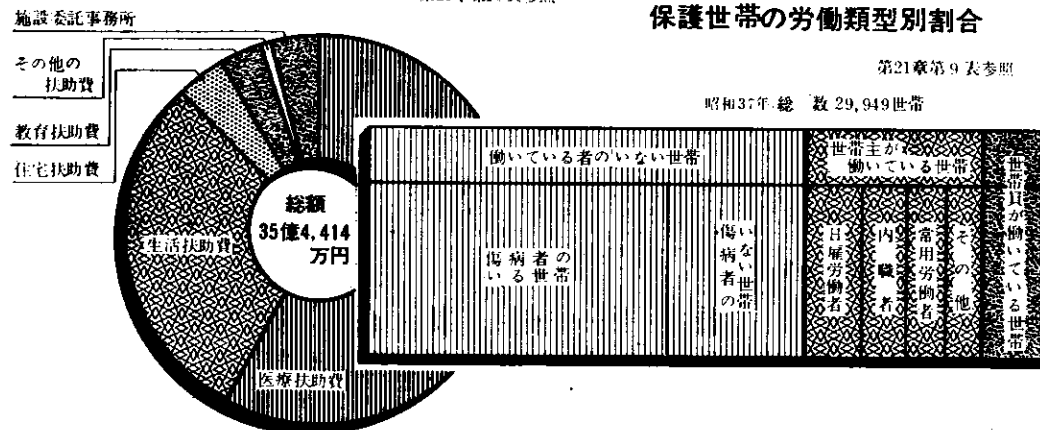 保護世帯の労働類型別割合
第21章第9表参照
昭和37年 総数 29,949世帯
施設委託事務所
その他の
扶助費
教育扶助費
住宅扶助費
生活扶助費
医療扶助費
総額
35億4,414
万円
働いている者のいない世帯
傷病者の
いる世帯
傷病者の
いない世帯
世帯主が
働いている世帯
日雇労働者
内職者
常用労働者
その他
世帯員が働いている世帯